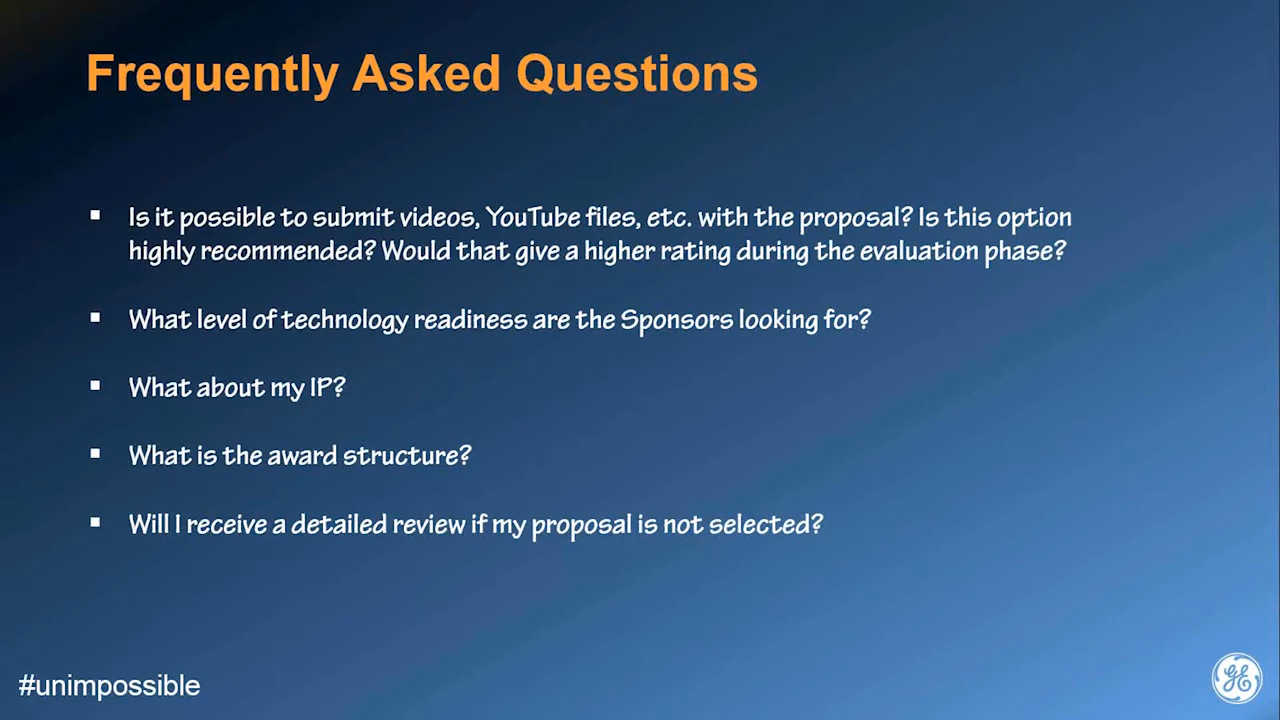 Frequently Asked Questions
▪ Is it possible to submit videos, YouTube files, etc. with the proposal? Is this option
highly recommended? Would that give a higher rating during the evaluation phase?
▪ What level of technology readiness are the Sponsors looking for?
▪ What about my IP?
▪ What is the award structure?
▪ Will I receive a detailed review if my proposal is not selected?
#unimpossible
GE